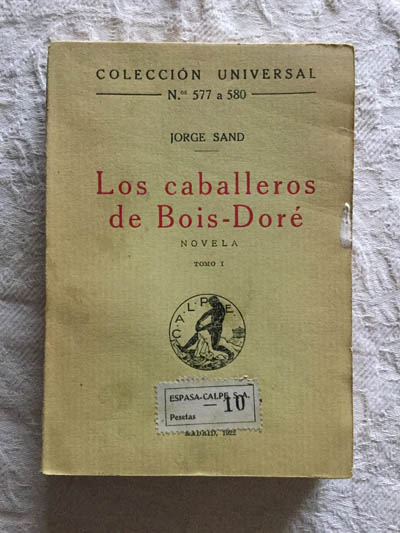 COLECCIÓN UNIVERSAL
N.os 577 a 580
JORGE SAND
Los caballeros
de Bois-Doré
NOVELA
TOMO I
CALPE
ESPASA-CALPE, S. A.
Pesetas — 10
MADRID, 1922